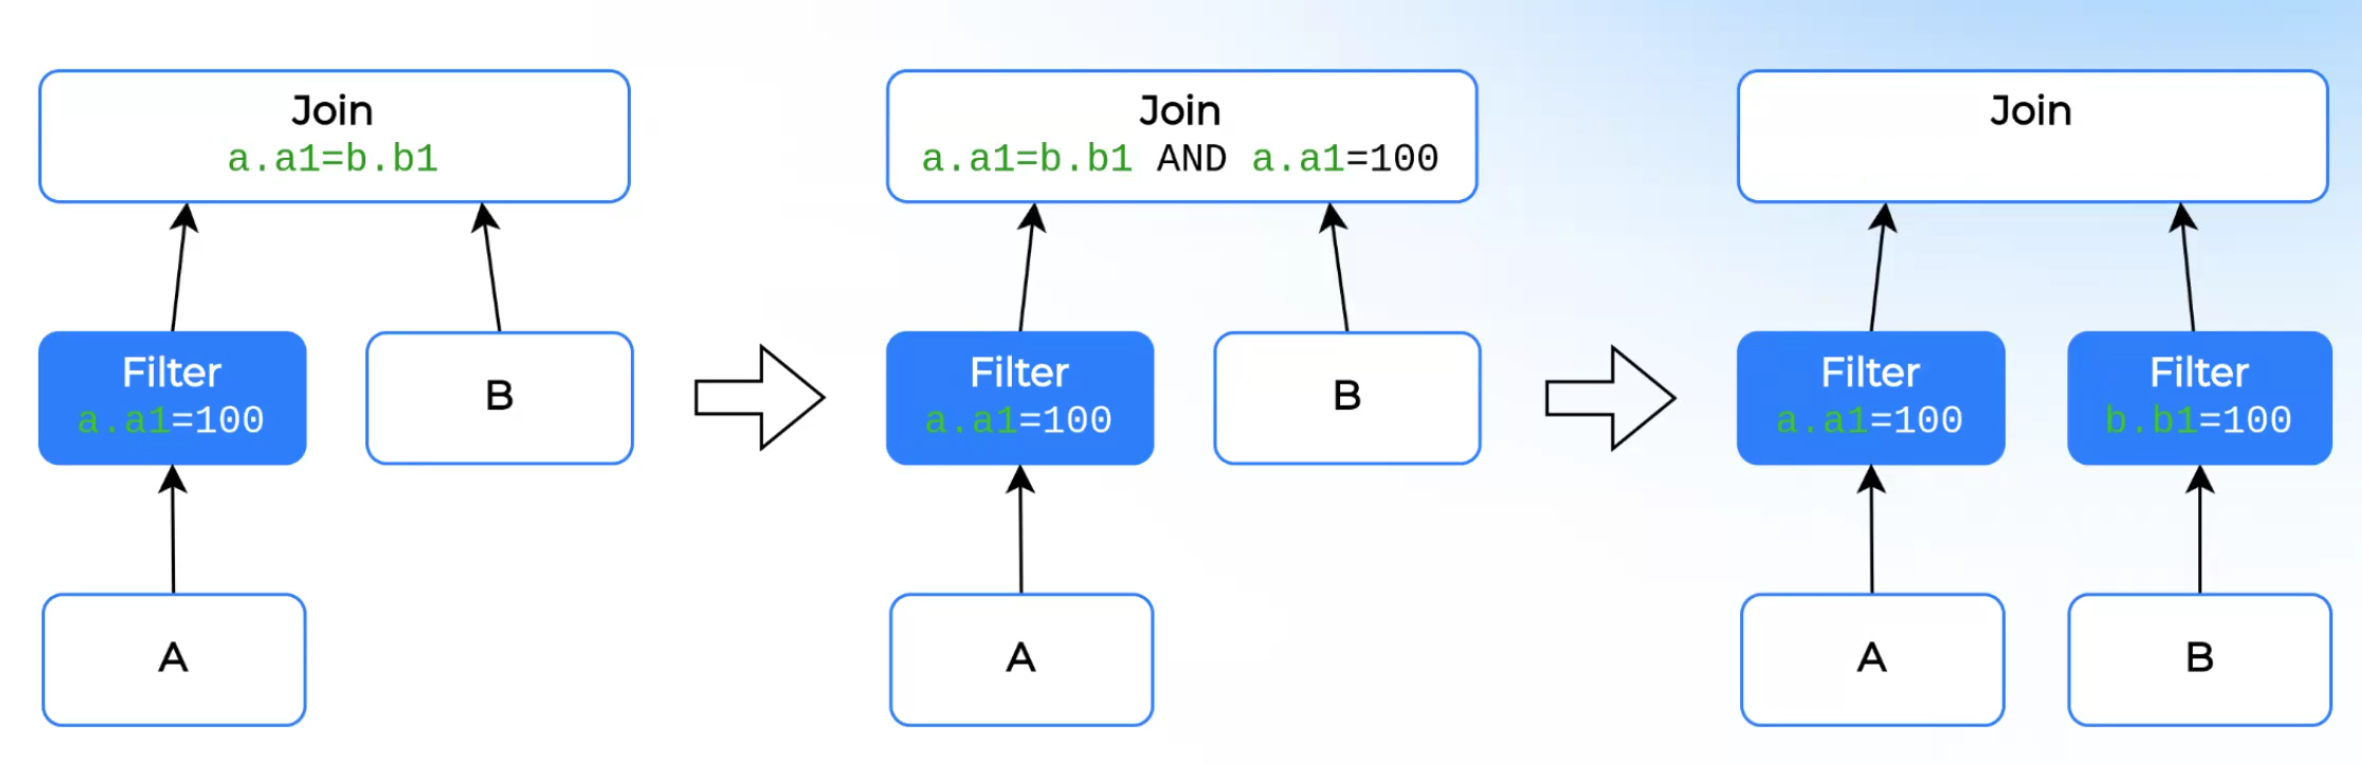 Join
a.a1=b.b1
Filter
a.a1=100
B
A
Join
a.a1=b.b1 AND a.a1=100
Filter
a.a1=100
B
A
Join
Filter
a.a1=100
Filter
b.b1=100
A
B